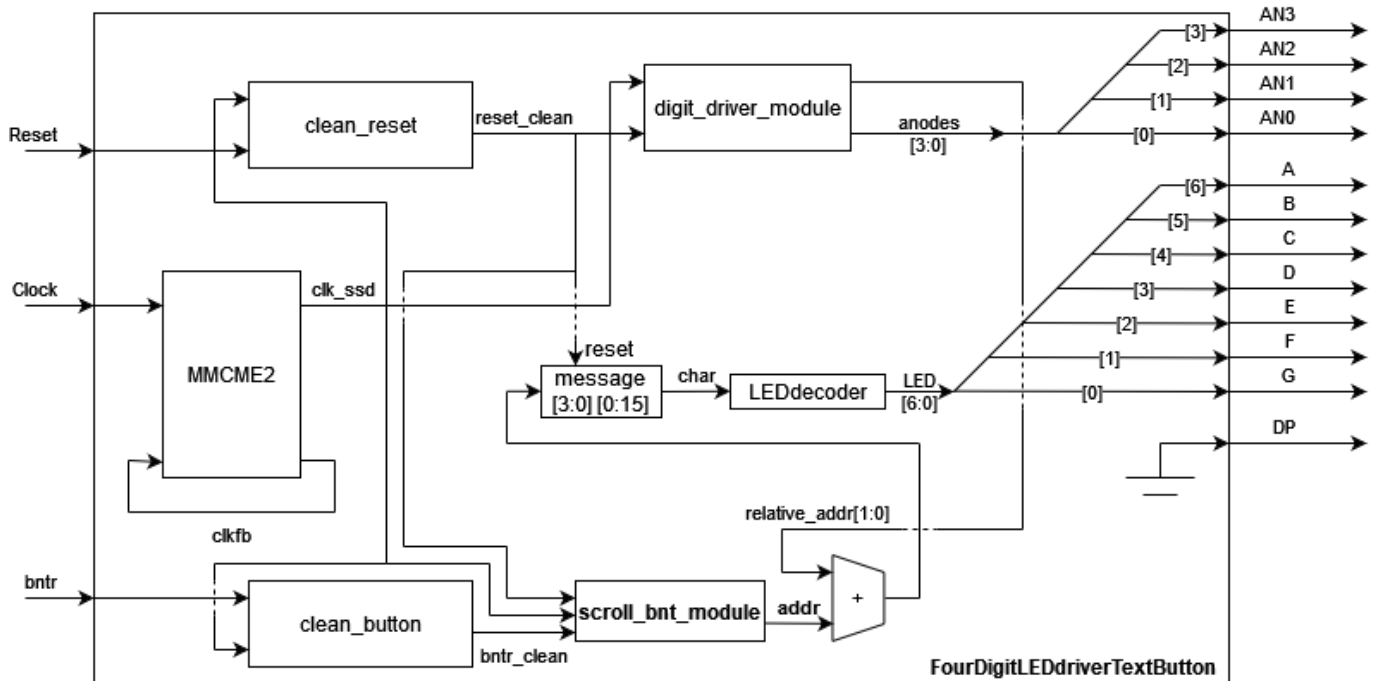 AN3
[3]
AN2
[2]
AN1
[1]
AN0
[0]
digit_driver_module
anodes
[3:0]
Reset
clean_reset
reset_clean
A
[6]
B
[5]
C
[4]
D
[3]
E
[2]
F
[1]
G
[0]
DP
Clock
clk_ssd
MMCME2
clkfb
reset
message
[3:0] [0:15]
char
LEDdecoder
LED
[6:0]
relative_addr[1:0]
bntr
clean_button
bntr_clean
scroll_bnt_module
addr
+
FourDigitLEDdriverTextButton